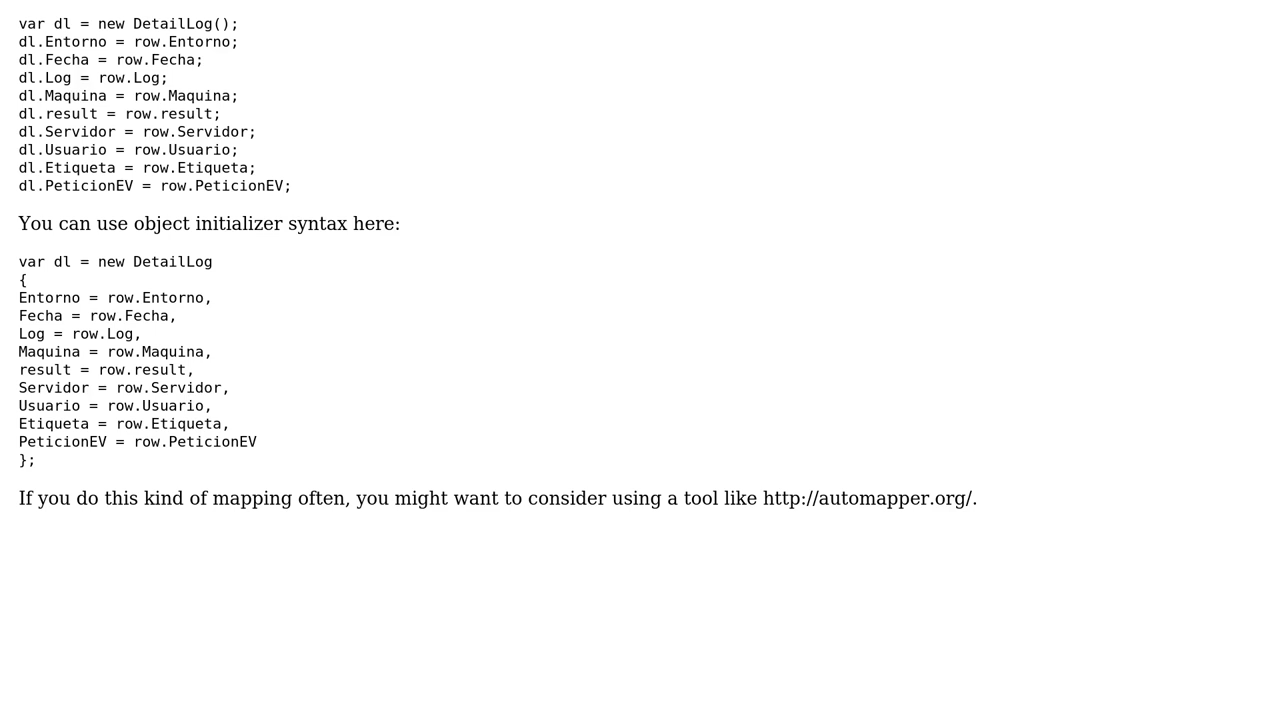 var dl = new DetailLog();
dl.Entorno = row.Entorno;
dl.Fecha = row.Fecha;
dl.Log = row.Log;
dl.Maquina = row.Maquina;
dl.result = row.result;
dl.Servidor = row.Servidor;
dl.Usuario = row.Usuario;
dl.Etiqueta = row.Etiqueta;
dl.PeticionEV = row.PeticionEV;
You can use object initializer syntax here:
var dl = new DetailLog
{
Entorno = row.Entorno,
Fecha = row.Fecha,
Log = row.Log,
Maquina = row.Maquina,
result = row.result,
Servidor = row.Servidor,
Usuario = row.Usuario,
Etiqueta = row.Etiqueta,
PeticionEV = row.PeticionEV
};
If you do this kind of mapping often, you might want to consider using a tool like http://automapper.org/.